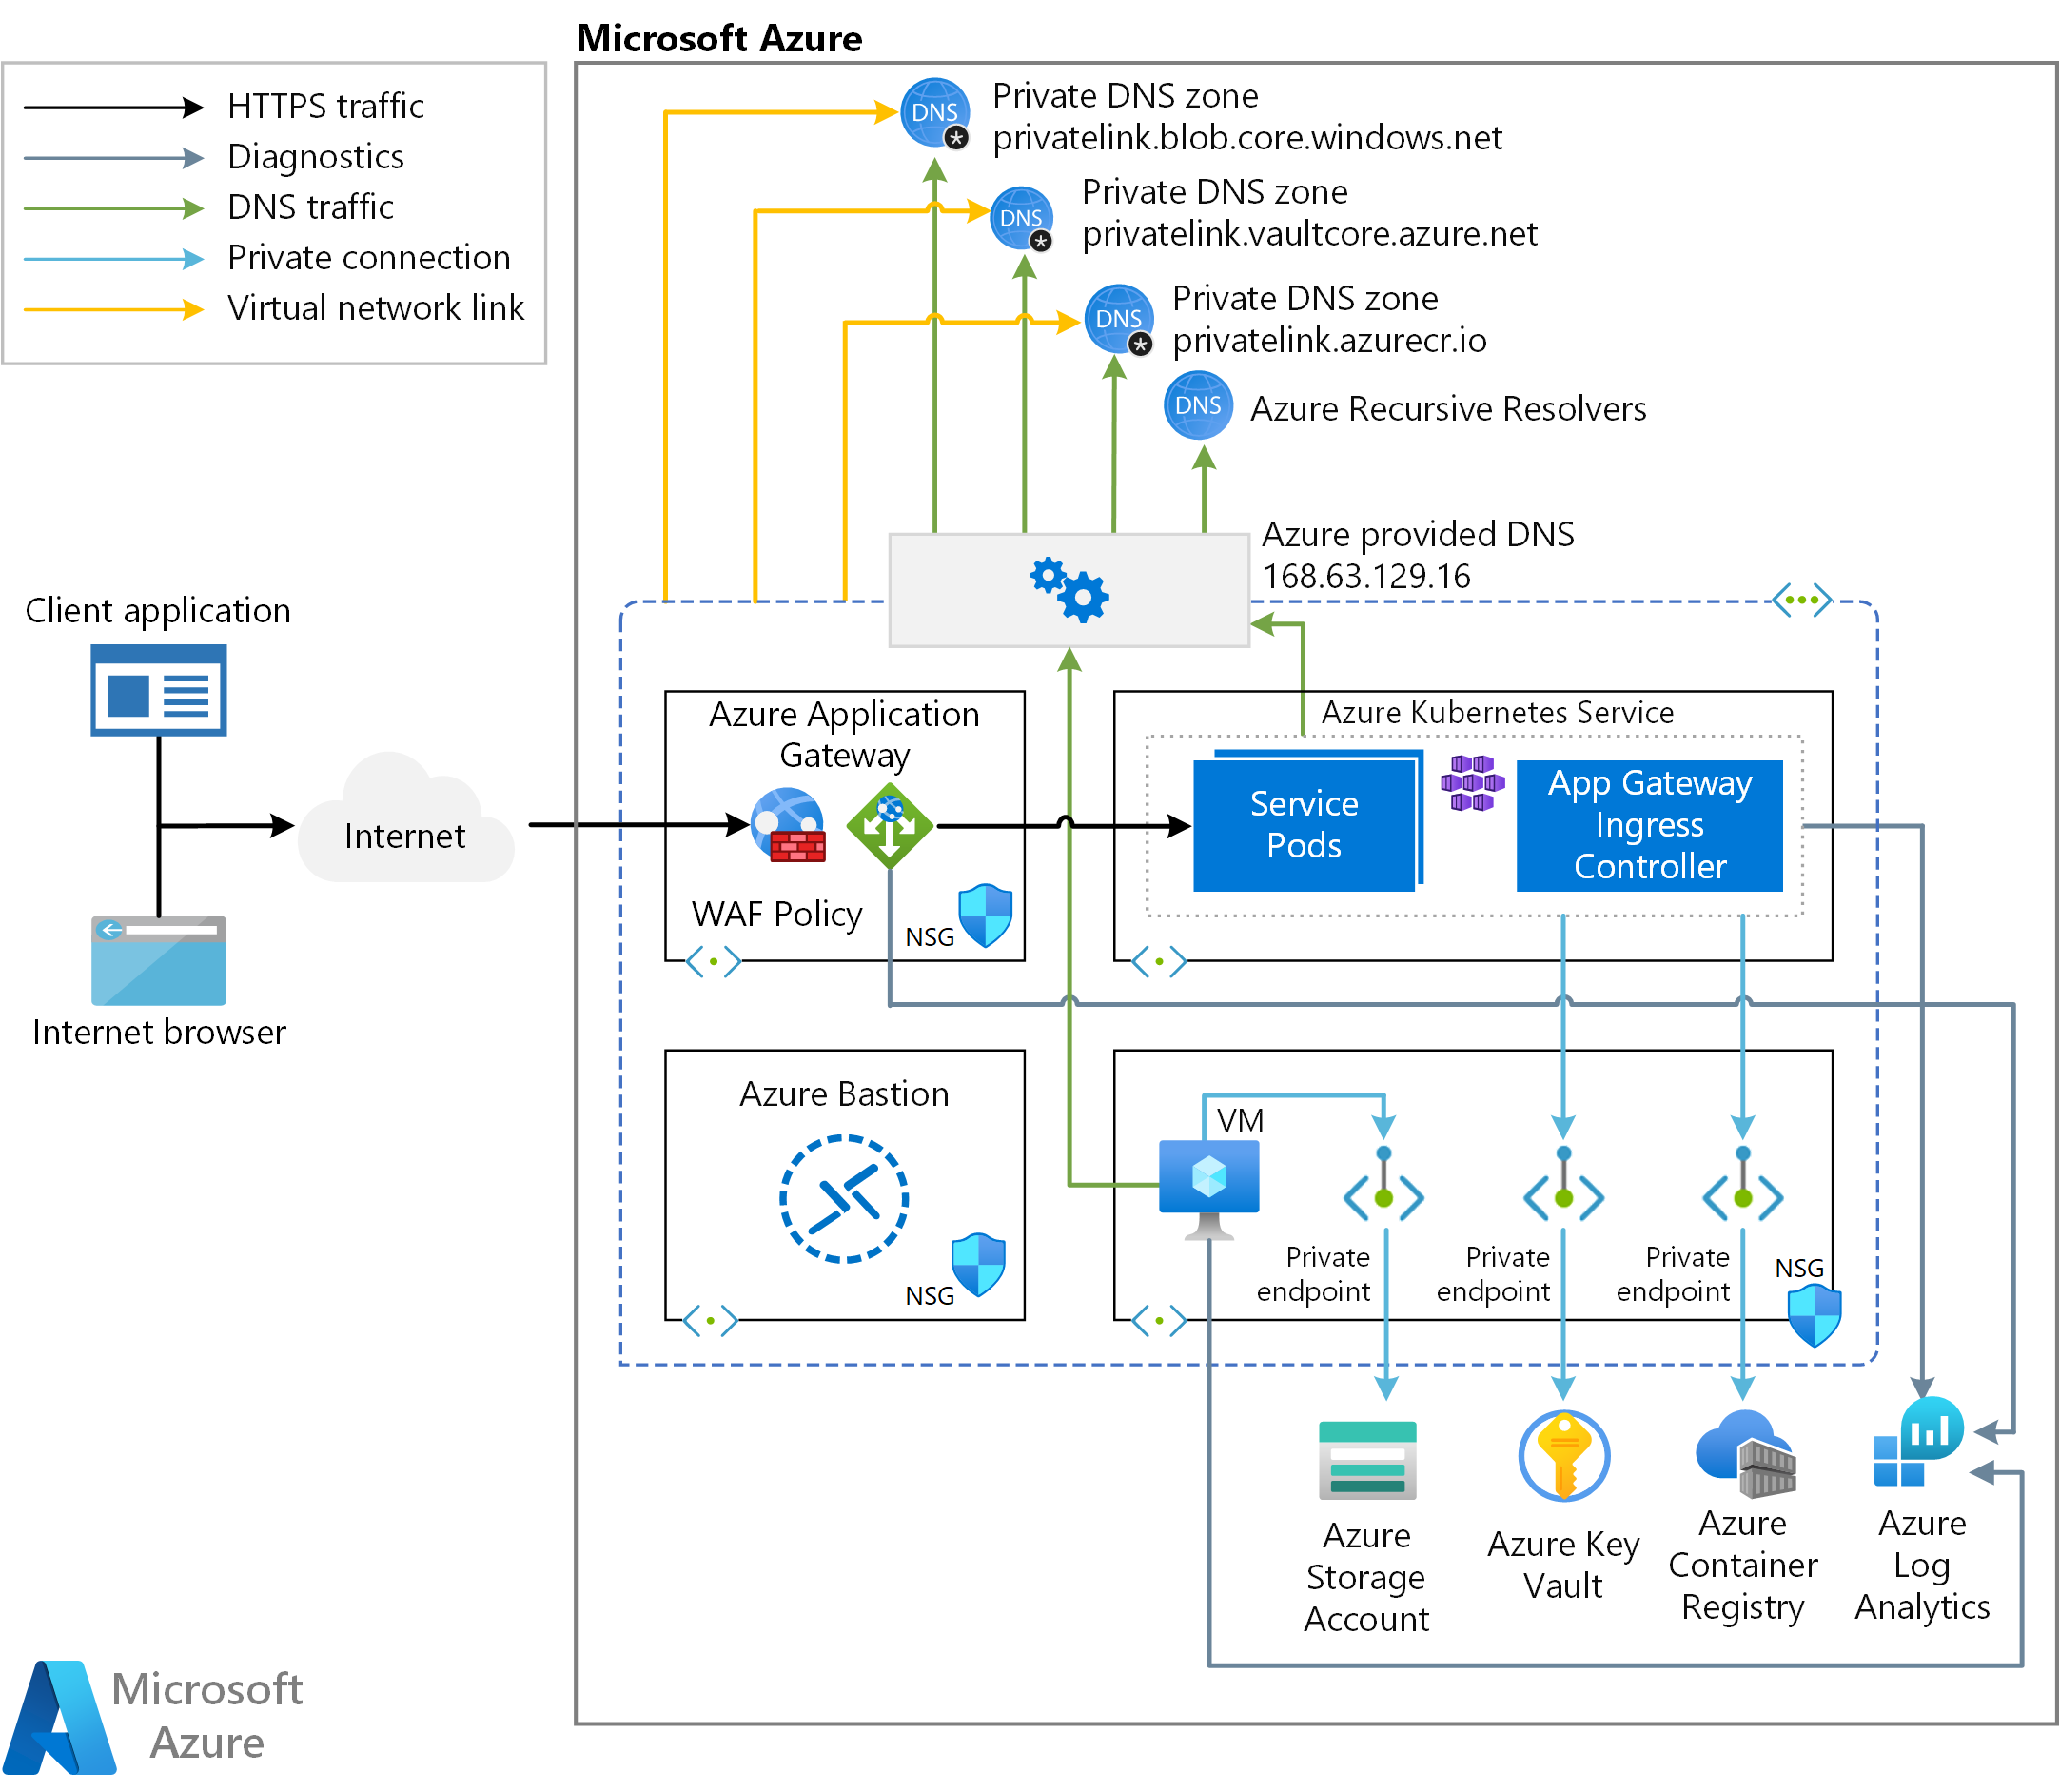 Microsoft Azure
HTTPS traffic
Diagnostics
DNS traffic
Private connection
Virtual network link
DNS
*
Private DNS zone
privatelink.blob.core.windows.net
DNS
*
Private DNS zone
privatelink.vaultcore.azure.net
DNS
*
Private DNS zone
privatelink.azurecr.io
DNS
Azure Recursive Resolvers
Azure provided DNS
168.63.129.16
Client application
Internet
Internet browser
Azure Application
Gateway
WAF Policy
NSG
Azure Kubernetes Service
Service
Pods
App Gateway
Ingress
Controller
Azure Bastion
NSG
VM
Private
endpoint
Private
endpoint
Private
endpoint
NSG
Azure
Storage
Account
Azure Key
Vault
Azure
Container
Registry
Azure
Log
Analytics
Microsoft
Azure